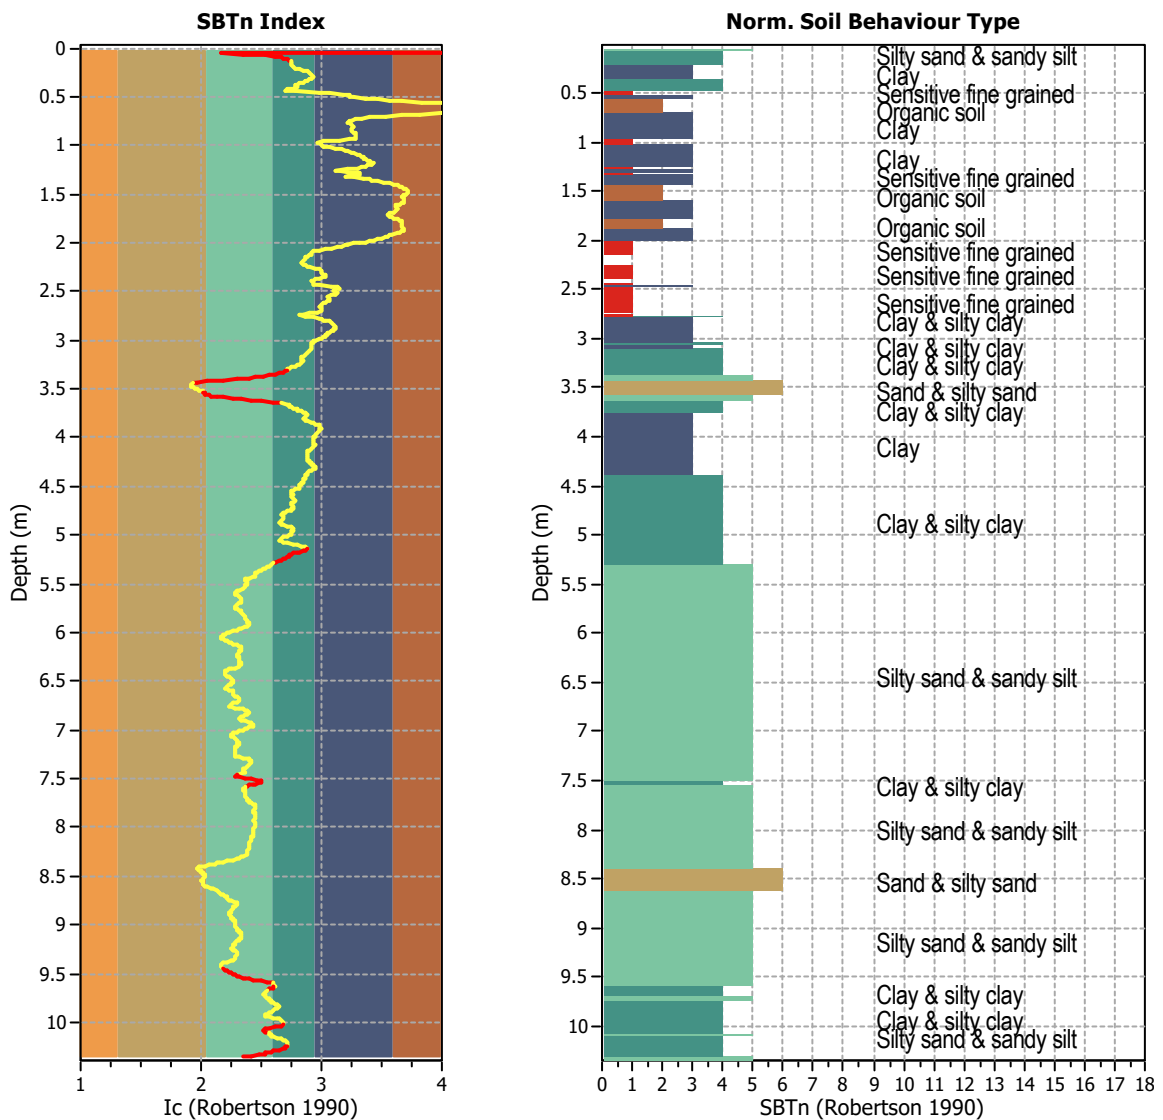 SBTn Index
0
0.5
1
1.5
2
2.5
3
3.5
4
4.5
5
5.5
6
6.5
7
7.5
8
8.5
9
9.5
10
Depth (m)
1 2 3 4
Ic (Robertson 1990)
Norm. Soil Behaviour Type
0
0.5
1
1.5
2
2.5
3
3.5
4
4.5
5
5.5
6
6.5
7
7.5
8
8.5
9
9.5
10
Depth (m)
Silty sand & sandy silt
Clay
Sensitive fine grained
Organic soil
Clay
Clay
Sensitive fine grained
Organic soil
Organic soil
Sensitive fine grained
Sensitive fine grained
Sensitive fine grained
Clay & silty clay
Clay & silty clay
Clay & silty clay
Sand & silty sand
Clay & silty clay
Clay
Clay & silty clay
Silty sand & sandy silt
Clay & silty clay
Silty sand & sandy silt
Sand & silty sand
Silty sand & sandy silt
Clay & silty clay
Clay & silty clay
Silty sand & sandy silt
0 1 2 3 4 5 6 7 8 9 10 11 12 13 14 15 16 17 18
SBTn (Robertson 1990)